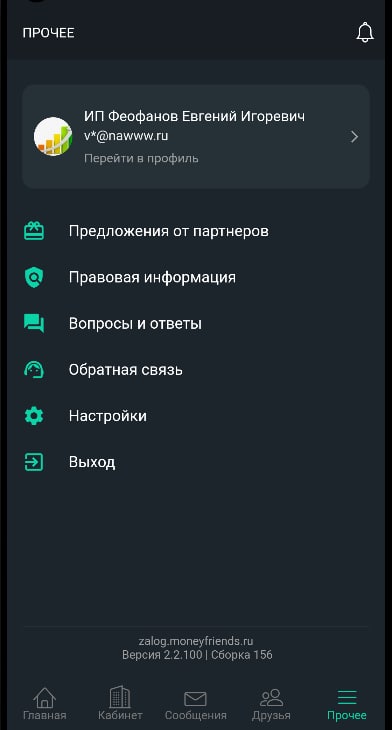 ПРОЧЕЕ
ИП Феофанов Евгений Игоревич
v*@nawww.ru
Перейти в профиль
Предложения от партнеров
Правовая информация
Вопросы и ответы
Обратная связь
Настройки
Выход
zalog.moneyfriends.ru
Версия 2.2.100 | Сборка 156
Главная
Кабинет
Сообщения
Друзья
Прочее